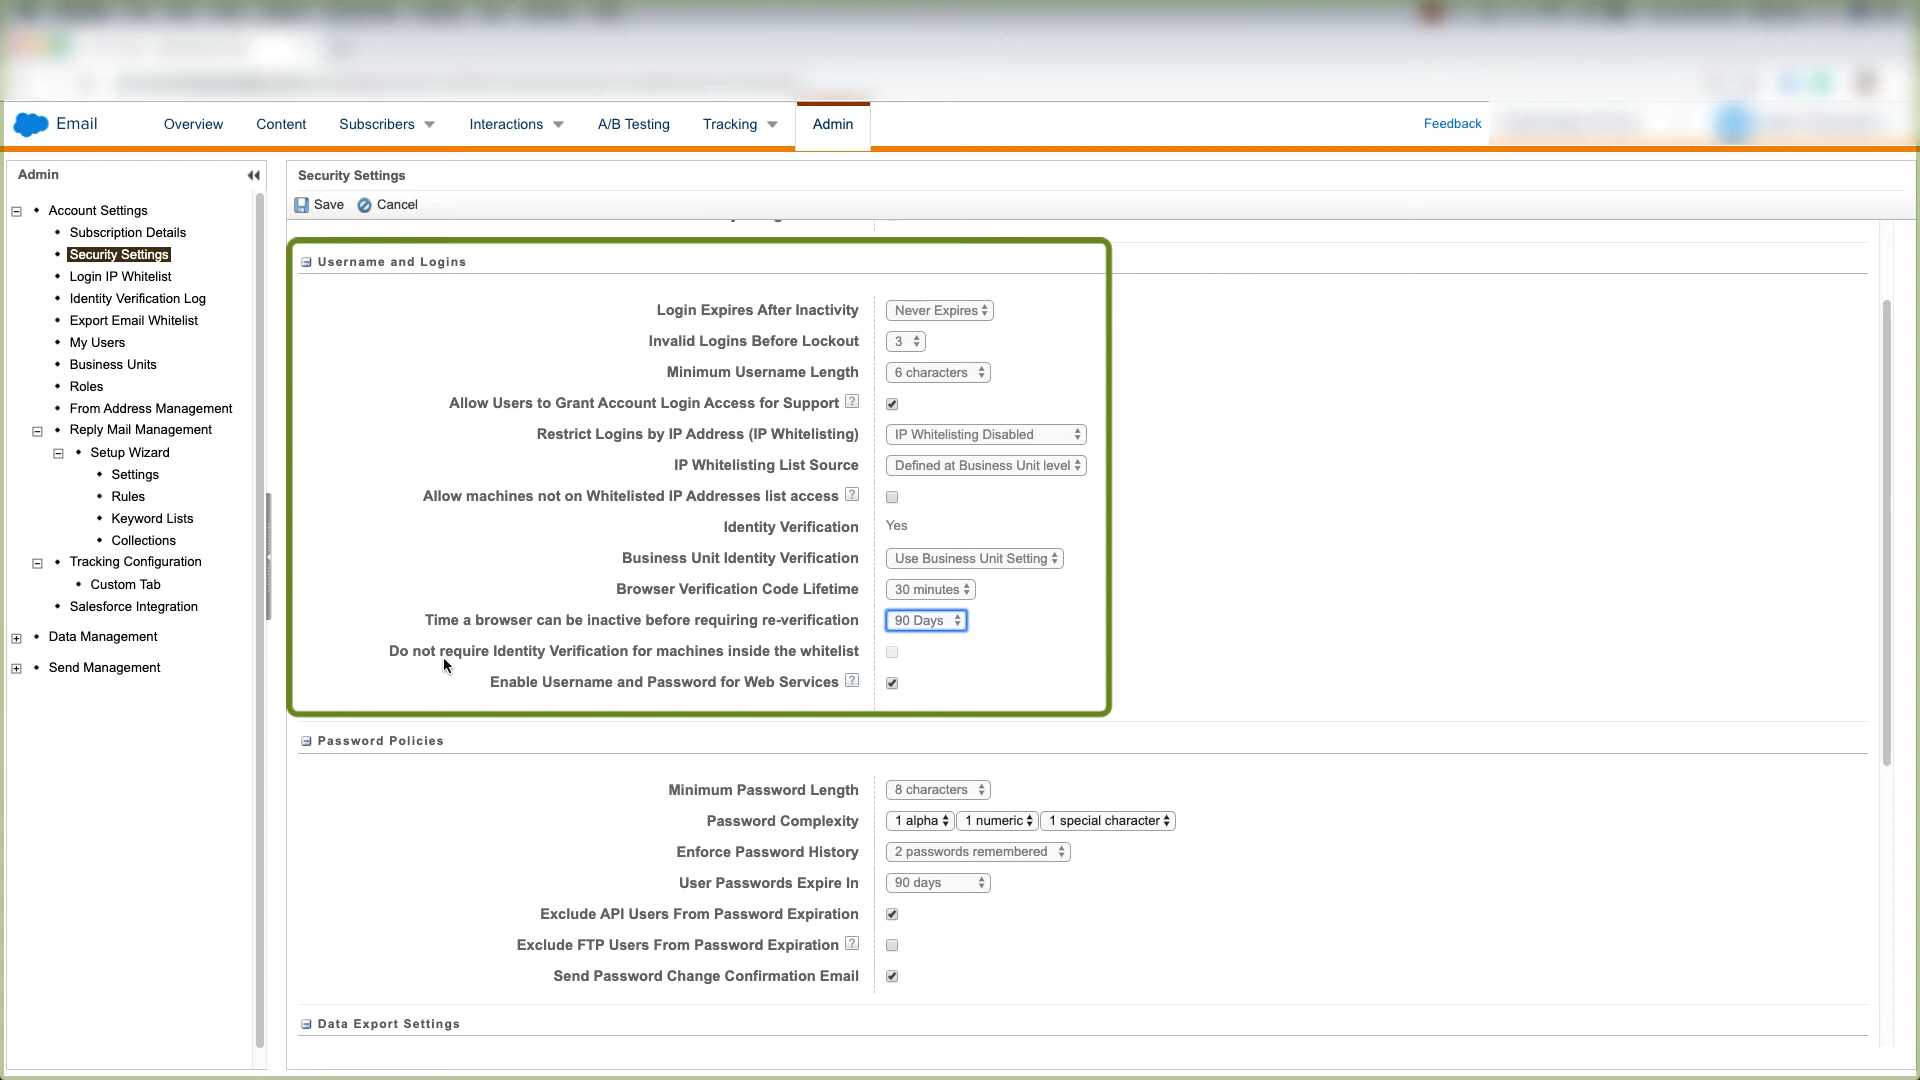 Email
Overview
Content
Subscribers
Interactions
A/B Testing
Tracking
Admin
Feedback
Admin
Account Settings
Subscription Details
Security Settings
Login IP Whitelist
Identity Verification Log
Export Email Whitelist
My Users
Business Units
Roles
From Address Management
Reply Mail Management
Setup Wizard
Settings
Rules
Keyword Lists
Collections
Tracking Configuration
Custom Tab
Salesforce Integration
Data Management
Send Management
Security Settings
Save Cancel
Username and Logins
Login Expires After Inactivity Never Expires
Invalid Logins Before Lockout 3
Minimum Username Length 6 characters
Allow Users to Grant Account Login Access for Support ?
Restrict Logins by IP Address (IP Whitelisting) IP Whitelisting Disabled
IP Whitelisting List Source Defined at Business Unit level
Allow machines not on Whitelisted IP Addresses list access ?
Identity Verification Yes
Business Unit Identity Verification Use Business Unit Setting
Browser Verification Code Lifetime 30 minutes
Time a browser can be inactive before requiring re-verification 90 Days
Do not require Identity Verification for machines inside the whitelist
Enable Username and Password for Web Services ?
Password Policies
Minimum Password Length 8 characters
Password Complexity 1 alpha 1 numeric 1 special character
Enforce Password History 2 passwords remembered
User Passwords Expire In 90 days
Exclude API Users From Password Expiration
Exclude FTP Users From Password Expiration ?
Send Password Change Confirmation Email
Data Export Settings